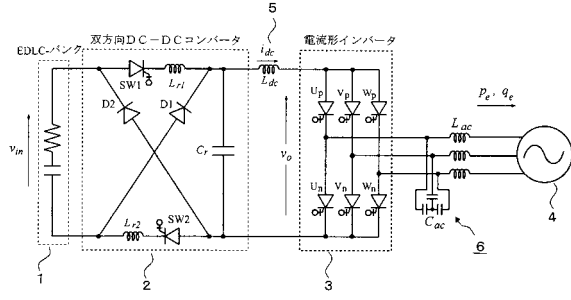 5
双方向DC−DCコンバータ
電流形インバータ
EDLC-バンク
i_dc
SW1
L_r1
L_dc
U_p
V_p
W_p
p_e, q_e
D2
D1
L_ac
v_in
C_r
v_o
U_n
V_n
W_n
4
L_r2
SW2
C_ac
6
1
2
3